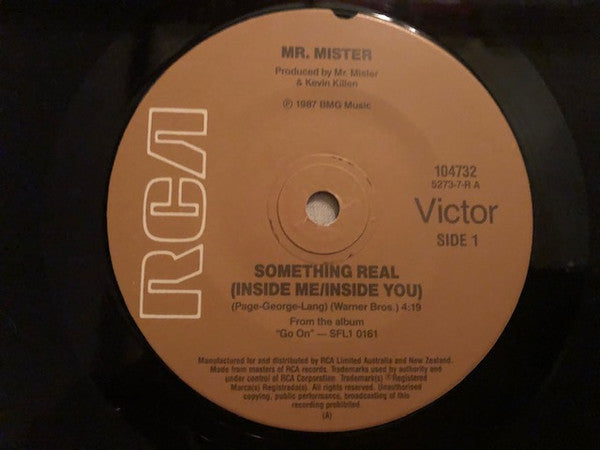 MR. MISTER
Produced by Mr. Mister
& Kevin Killen
℗ 1987 BMG Music
RCA
104732
5273-7-R A
Victor
SIDE 1
SOMETHING REAL
(INSIDE ME/INSIDE YOU)
(Page-George-Lang) (Warner Bros.) 4:19
From the album
"Go On" — SFL1 0161
Manufactured for and distributed by RCA Limited Australia and New Zealand.
Made from masters of RCA records. Trademarks used by authority and
under control of RCA Corporation. Trademark(s) ®Registered
Marca(s) Registrada(s). Unauthorised
copying, public performance, broadcasting of this
recording prohibited.
(A)